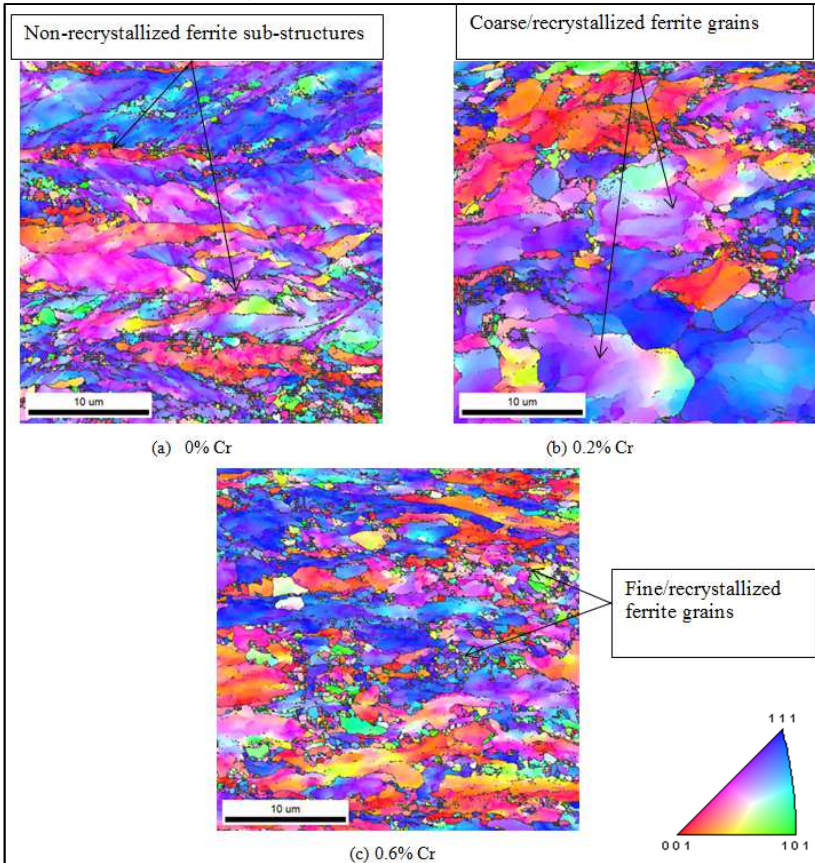 Non-recrystallized ferrite sub-structures
Coarse/recrystallized ferrite grains
10 um
10 um
(a) 0% Cr
(b) 0.2% Cr
Fine/recrystallized
ferrite grains
10 um
1 1 1
0 0 1
1 0 1
(c) 0.6% Cr